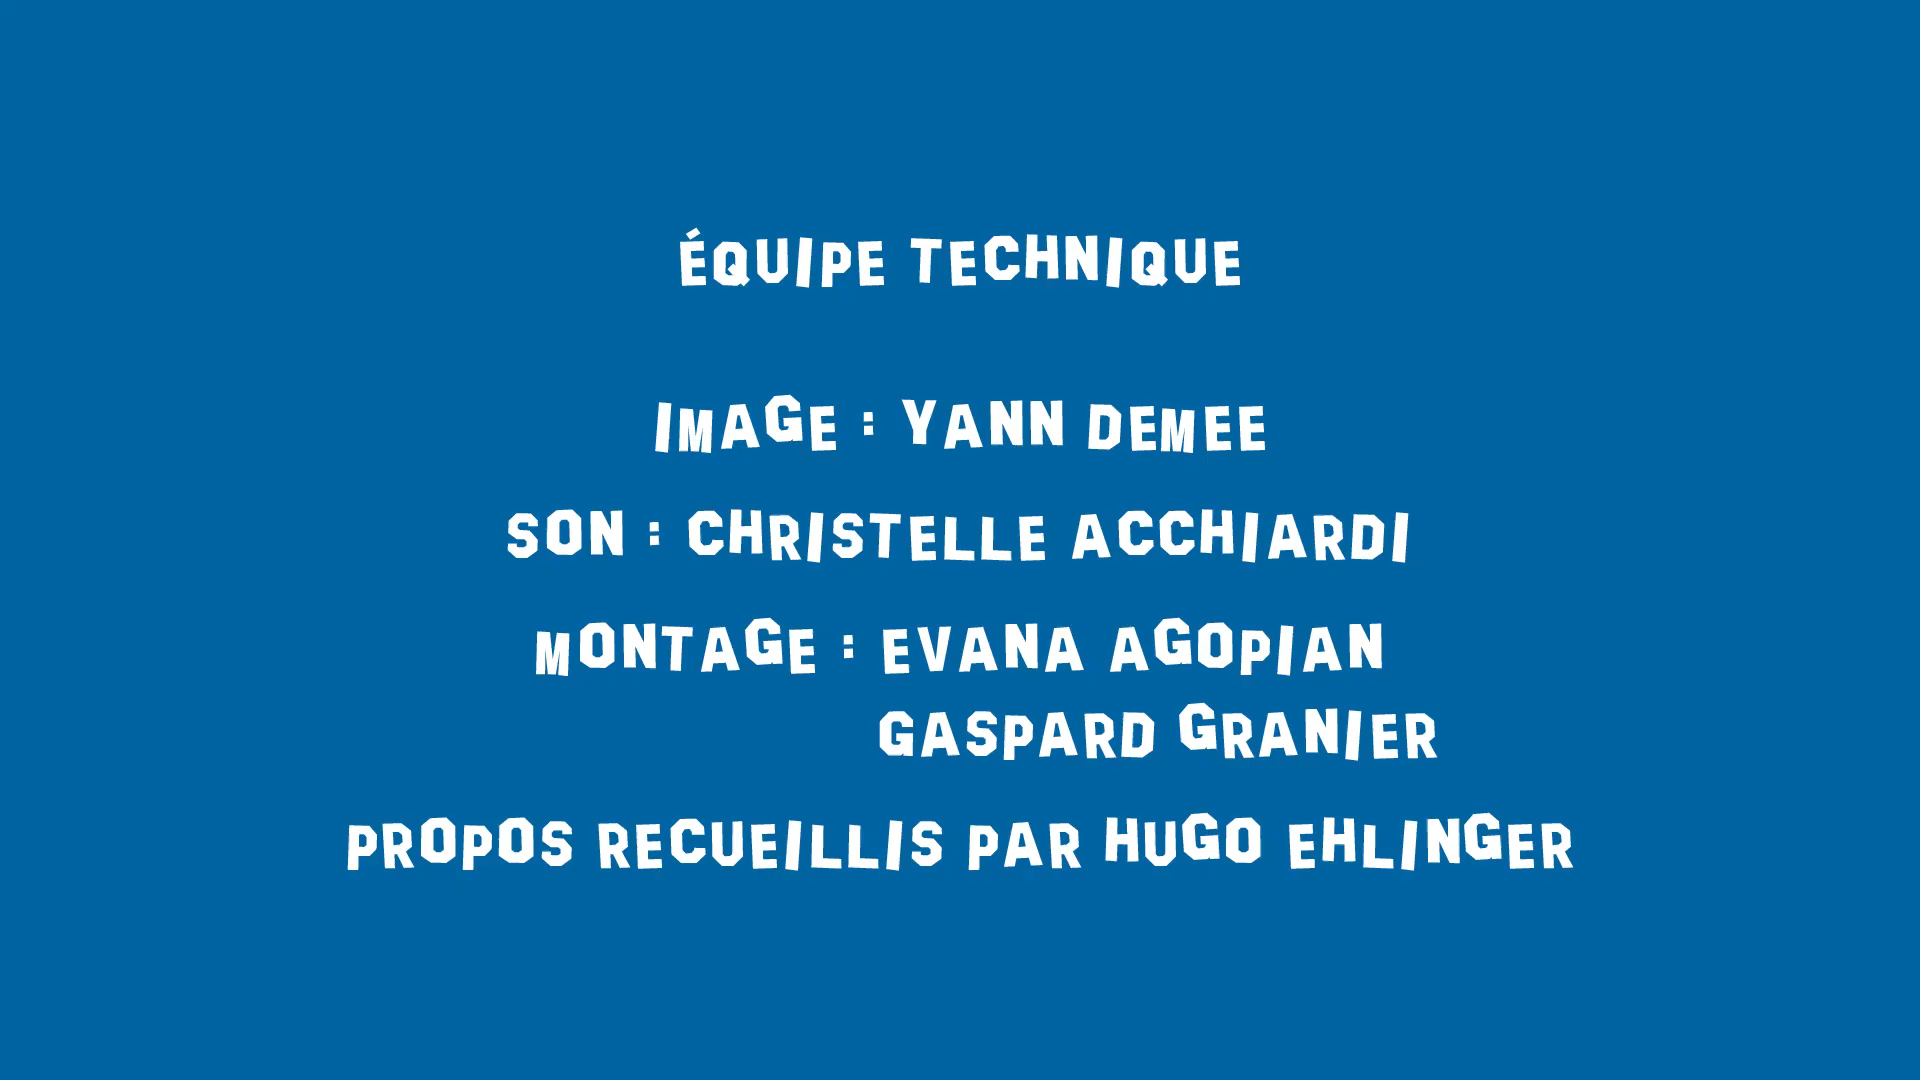 ÉQUIPE TECHNIQUE
IMAGE : YANN DEMEE
SON : CHRISTELLE ACCHIARDI
MONTAGE : EVANA AGOPIAN
GASPARD GRANIER
PROPOS RECUEILLIS PAR HUGO EHLINGER